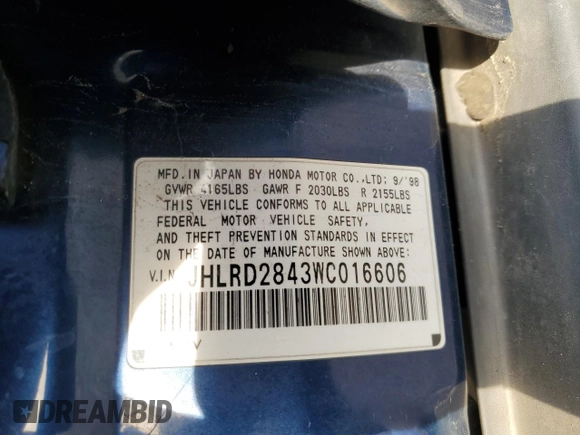 MFD.IN JAPAN BY HONDA MOTOR CO.,LTD; 9/'98
GVWR 4165LBS GAWR F 2030LBS R 2155LBS
THIS VEHICLE CONFORMS TO ALL APPLICABLE
FEDERAL MOTOR VEHICLE SAFETY,
AND THEFT PREVENTION STANDARDS IN EFFECT
ON THE DATE OF MANUFACTURE SHOWN ABOVE:
V.I.N JHLRD2843WC016606
DREAMBID